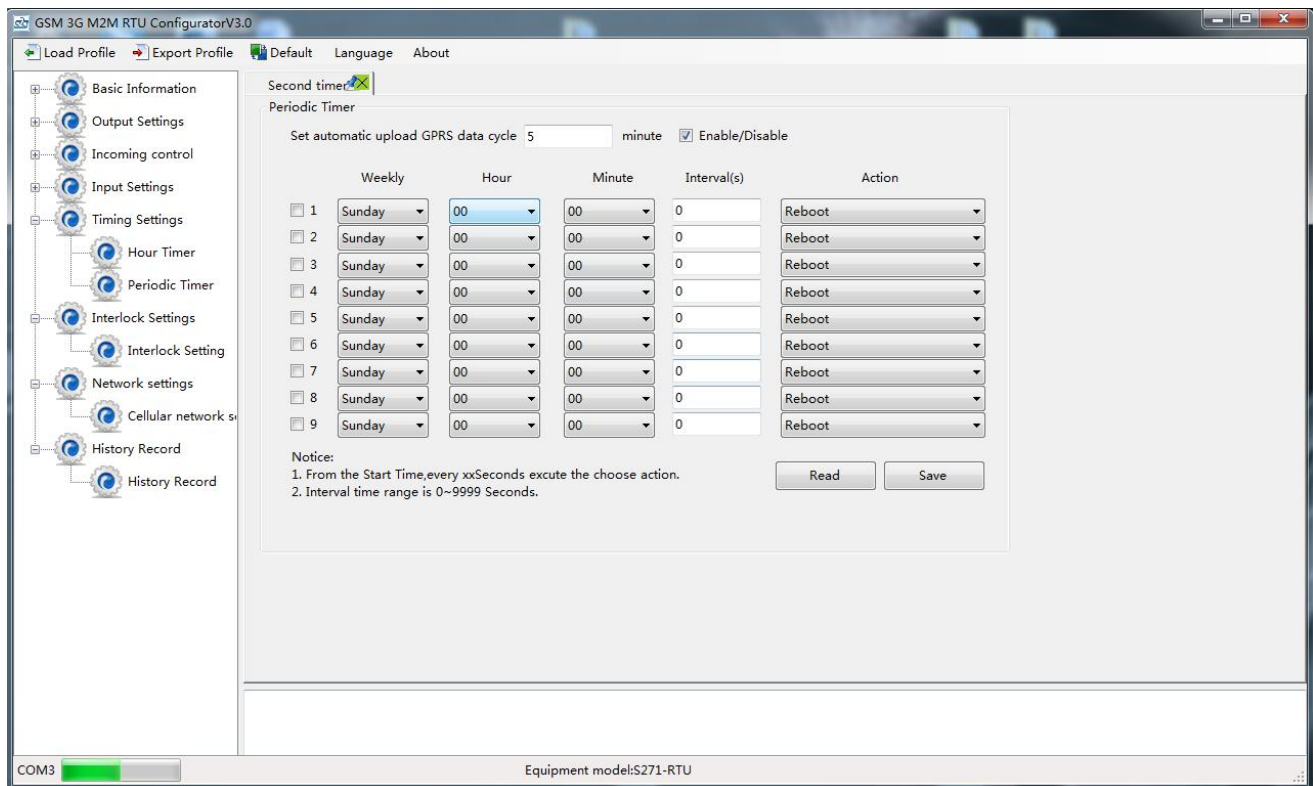 GSM 3G M2M RTU ConfiguratorV3.0
Load Profile Export Profile Default Language About
Basic Information
Output Settings
Incoming control
Input Settings
Timing Settings
Hour Timer
Periodic Timer
Interlock Settings
Interlock Setting
Network settings
Cellular network
History Record
History Record
Second timer
Periodic Timer
Set automatic upload GPRS data cycle 5 minute Enable/Disable
Weekly Hour Minute Interval(s) Action
1 Sunday 00 00 0 Reboot
2 Sunday 00 00 0 Reboot
3 Sunday 00 00 0 Reboot
4 Sunday 00 00 0 Reboot
5 Sunday 00 00 0 Reboot
6 Sunday 00 00 0 Reboot
7 Sunday 00 00 0 Reboot
8 Sunday 00 00 0 Reboot
9 Sunday 00 00 0 Reboot
Notice:
1. From the Start Time,every xxSeconds excute the choose action.
2. Interval time range is 0~9999 Seconds.
Read Save
COM3 Equipment model:S271-RTU